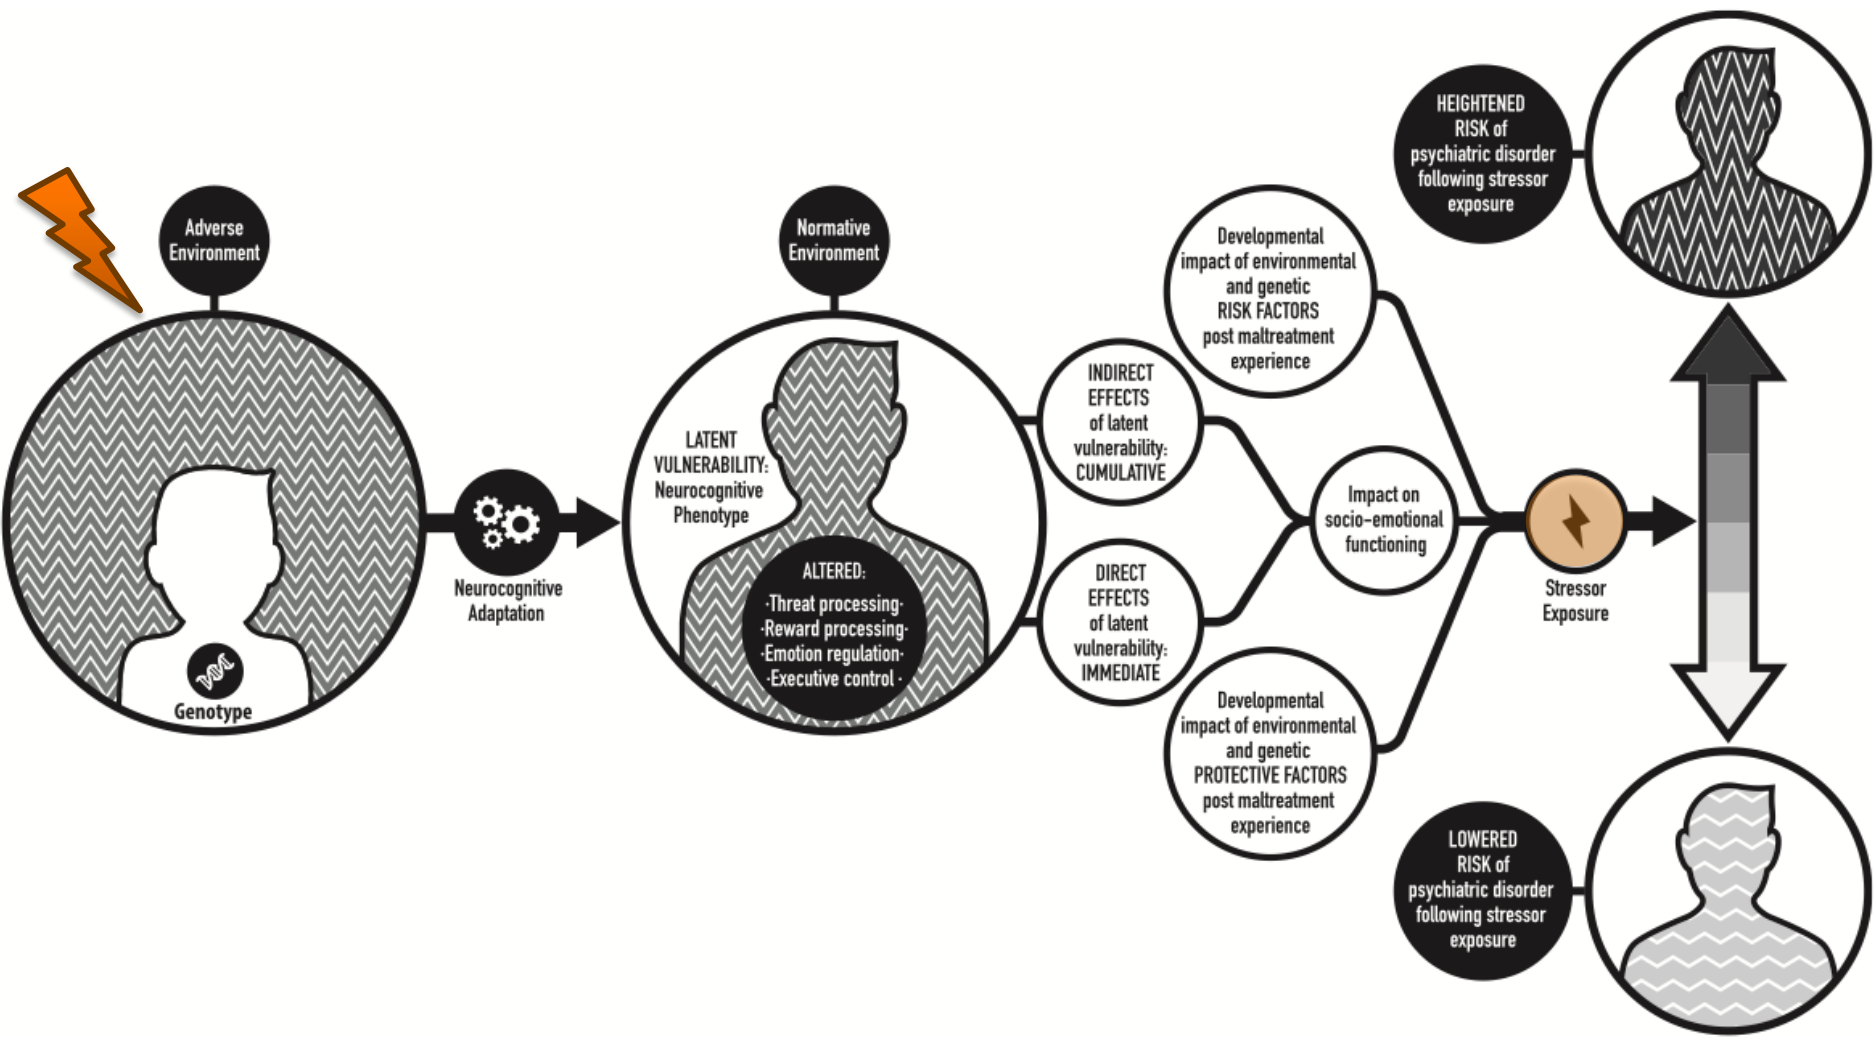 Adverse
Environment
Genotype
Neurocognitive
Adaptation
Normative
Environment
LATENT
VULNERABILITY:
Neurocognitive
Phenotype
ALTERED:
·Threat processing·
·Reward processing·
·Emotion regulation·
·Executive control ·
INDIRECT
EFFECTS
of latent
vulnerability:
CUMULATIVE
DIRECT
EFFECTS
of latent
vulnerability:
IMMEDIATE
Developmental
impact of environmental
and genetic
RISK FACTORS
post maltreatment
experience
Impact on
socio-emotional
functioning
Developmental
impact of environmental
and genetic
PROTECTIVE FACTORS
post maltreatment
experience
Stressor
Exposure
HEIGHTENED
RISK of
psychiatric disorder
following stressor
exposure
LOWERED
RISK of
psychiatric disorder
following stressor
exposure